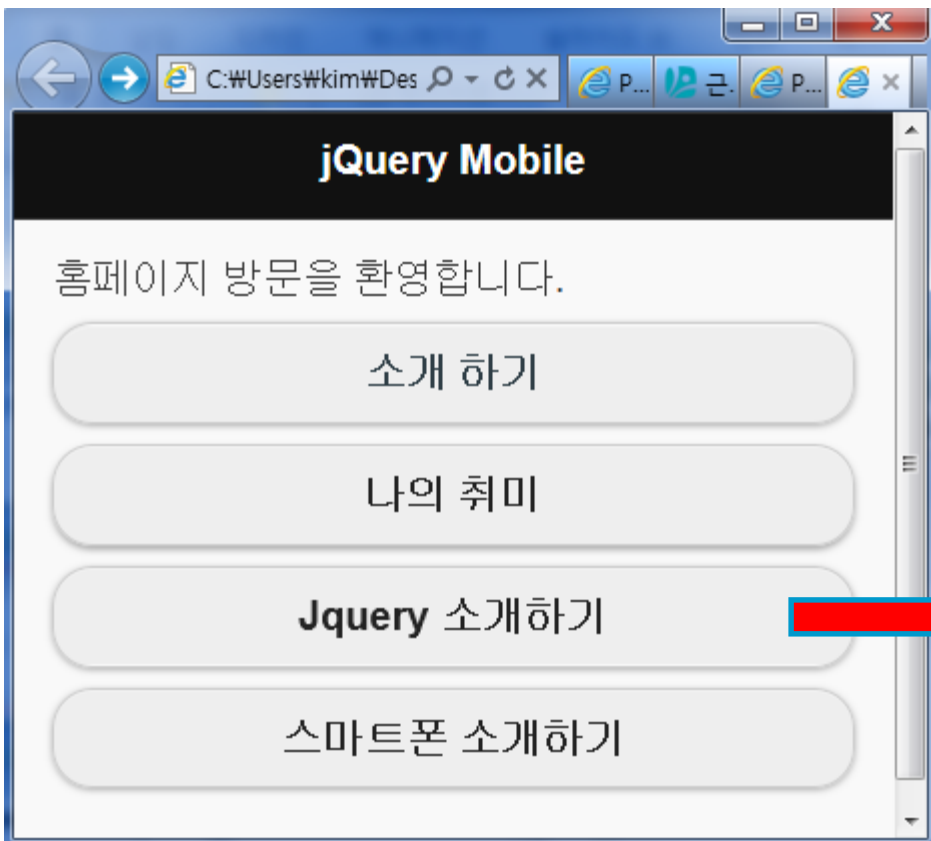 C:₩Users₩kim₩Des
P...
근.
P...
jQuery Mobile
홈페이지 방문을 환영합니다.
소개 하기
나의 취미
Jquery 소개하기
스마트폰 소개하기